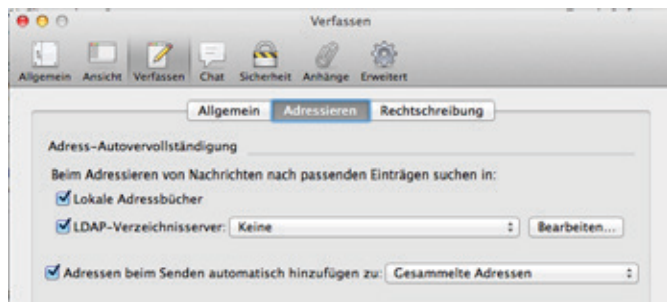 Verfassen
Allgemein Ansicht Verfassen Chat Sicherheit Anhänge Erweitert
Allgemein Adressieren Rechtschreibung
Adress-Autovervollständigung
Beim Adressieren von Nachrichten nach passenden Einträgen suchen in:
Lokale Adressbücher
LDAP-Verzeichnisserver: Keine Bearbeiten...
Adressen beim Senden automatisch hinzufügen zu: Gesammelte Adressen